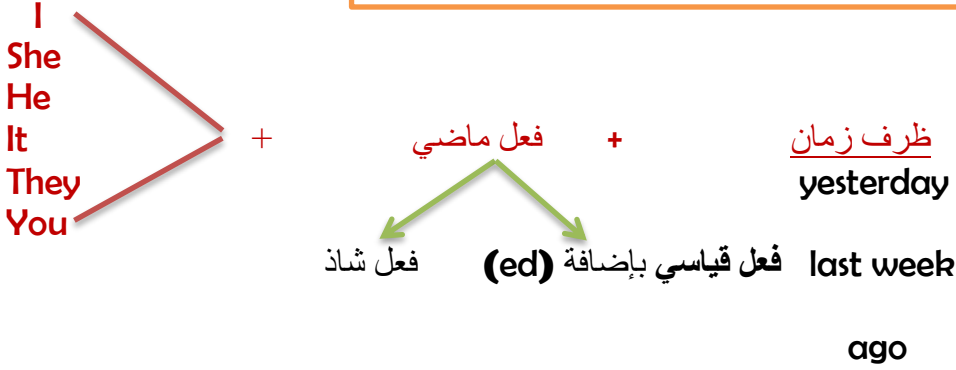 I
She
He
It + فعل ماضي + ظرف زمان
They yesterday
You
فعل شاذ فعل قياسي بإضافة (ed) last week
ago